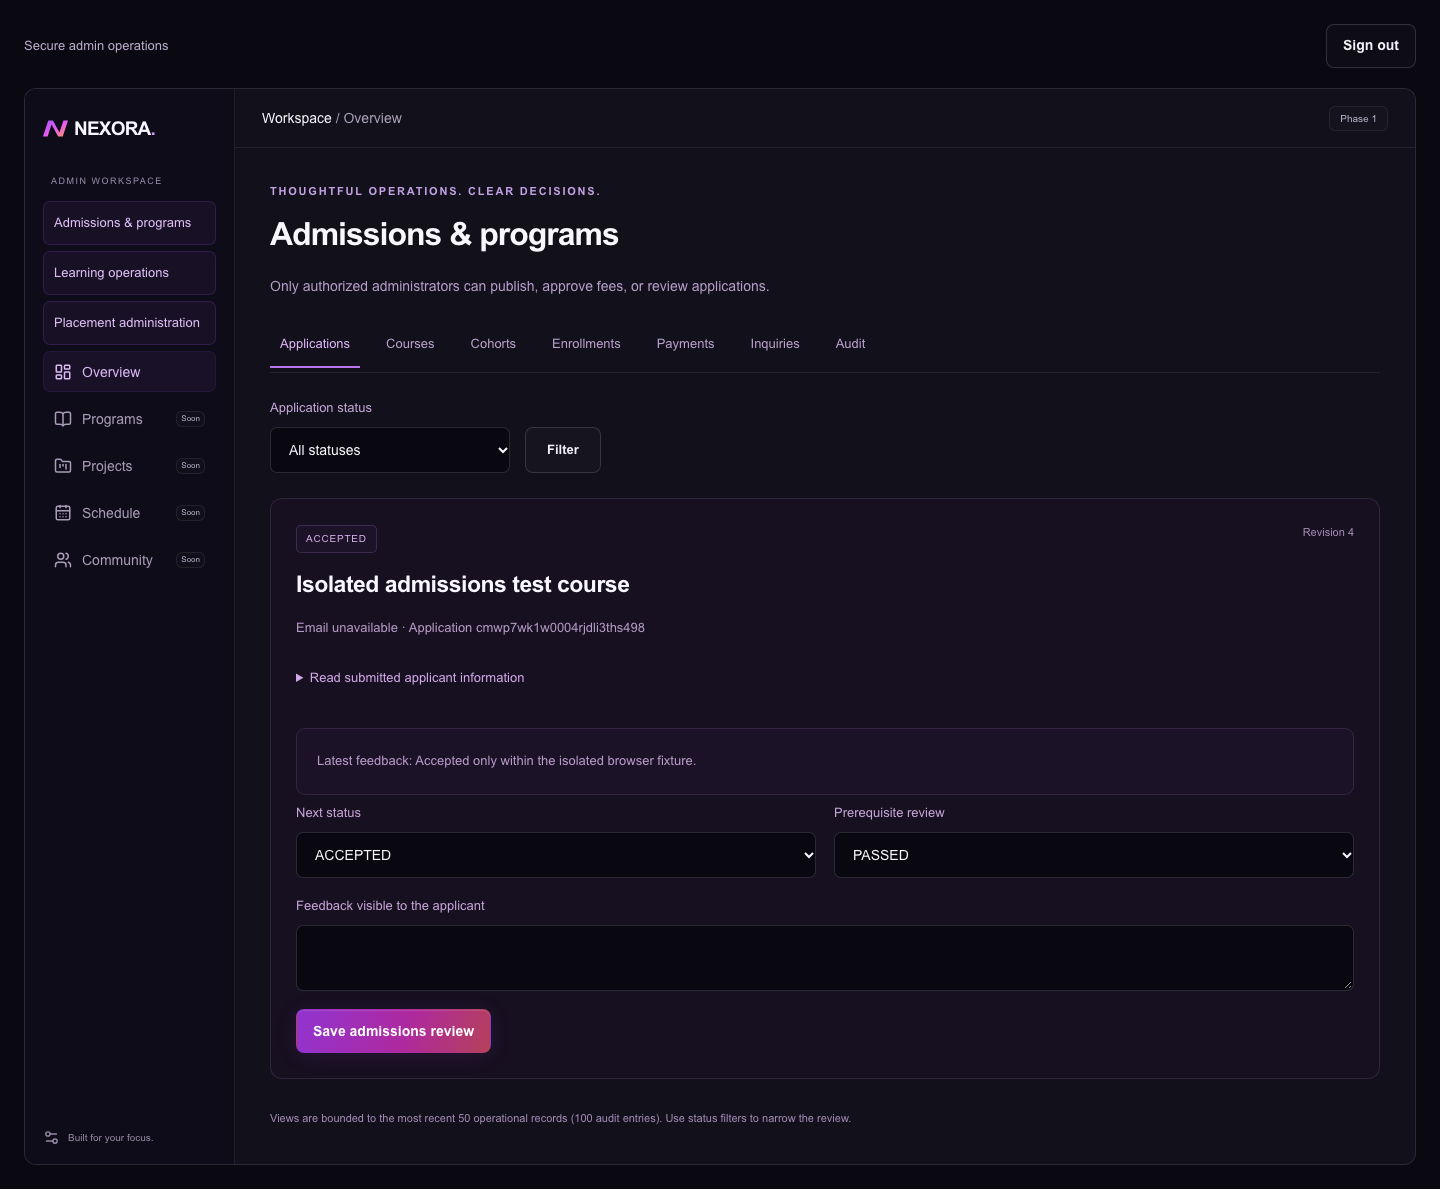 Secure admin operations
Sign out
NEXORA.
Workspace / Overview
Phase 1
ADMIN WORKSPACE
Admissions & programs
Learning operations
Placement administration
Overview
Programs
Soon
Projects
Soon
Schedule
Soon
Community
Soon
Built for your focus.
THOUGHTFUL OPERATIONS. CLEAR DECISIONS.
Admissions & programs
Only authorized administrators can publish, approve fees, or review applications.
Applications
Courses
Cohorts
Enrollments
Payments
Inquiries
Audit
Application status
All statuses
Filter
ACCEPTED
Revision 4
Isolated admissions test course
Email unavailable · Application cmwp7wk1w0004rjdli3ths498
Read submitted applicant information
Latest feedback: Accepted only within the isolated browser fixture.
Next status
Prerequisite review
ACCEPTED
PASSED
Feedback visible to the applicant
Save admissions review
Views are bounded to the most recent 50 operational records (100 audit entries). Use status filters to narrow the review.